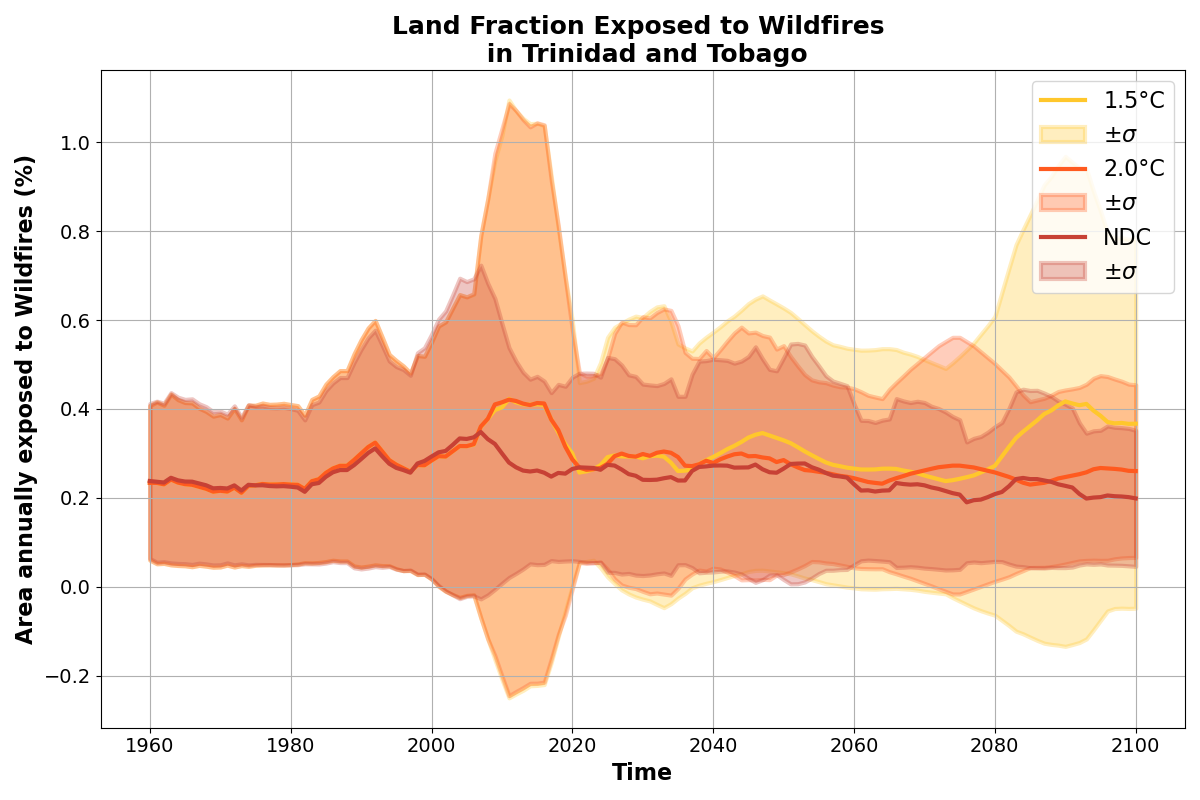 Land Fraction Exposed to Wildfires
in Trinidad and Tobago
Area annually exposed to Wildfires (%)
1.0
0.8
0.6
0.4
0.2
0.0
−0.2
1.5°C
±σ
2.0°C
±σ
NDC
±σ
1960
1980
2000
2020
2040
2060
2080
2100
Time